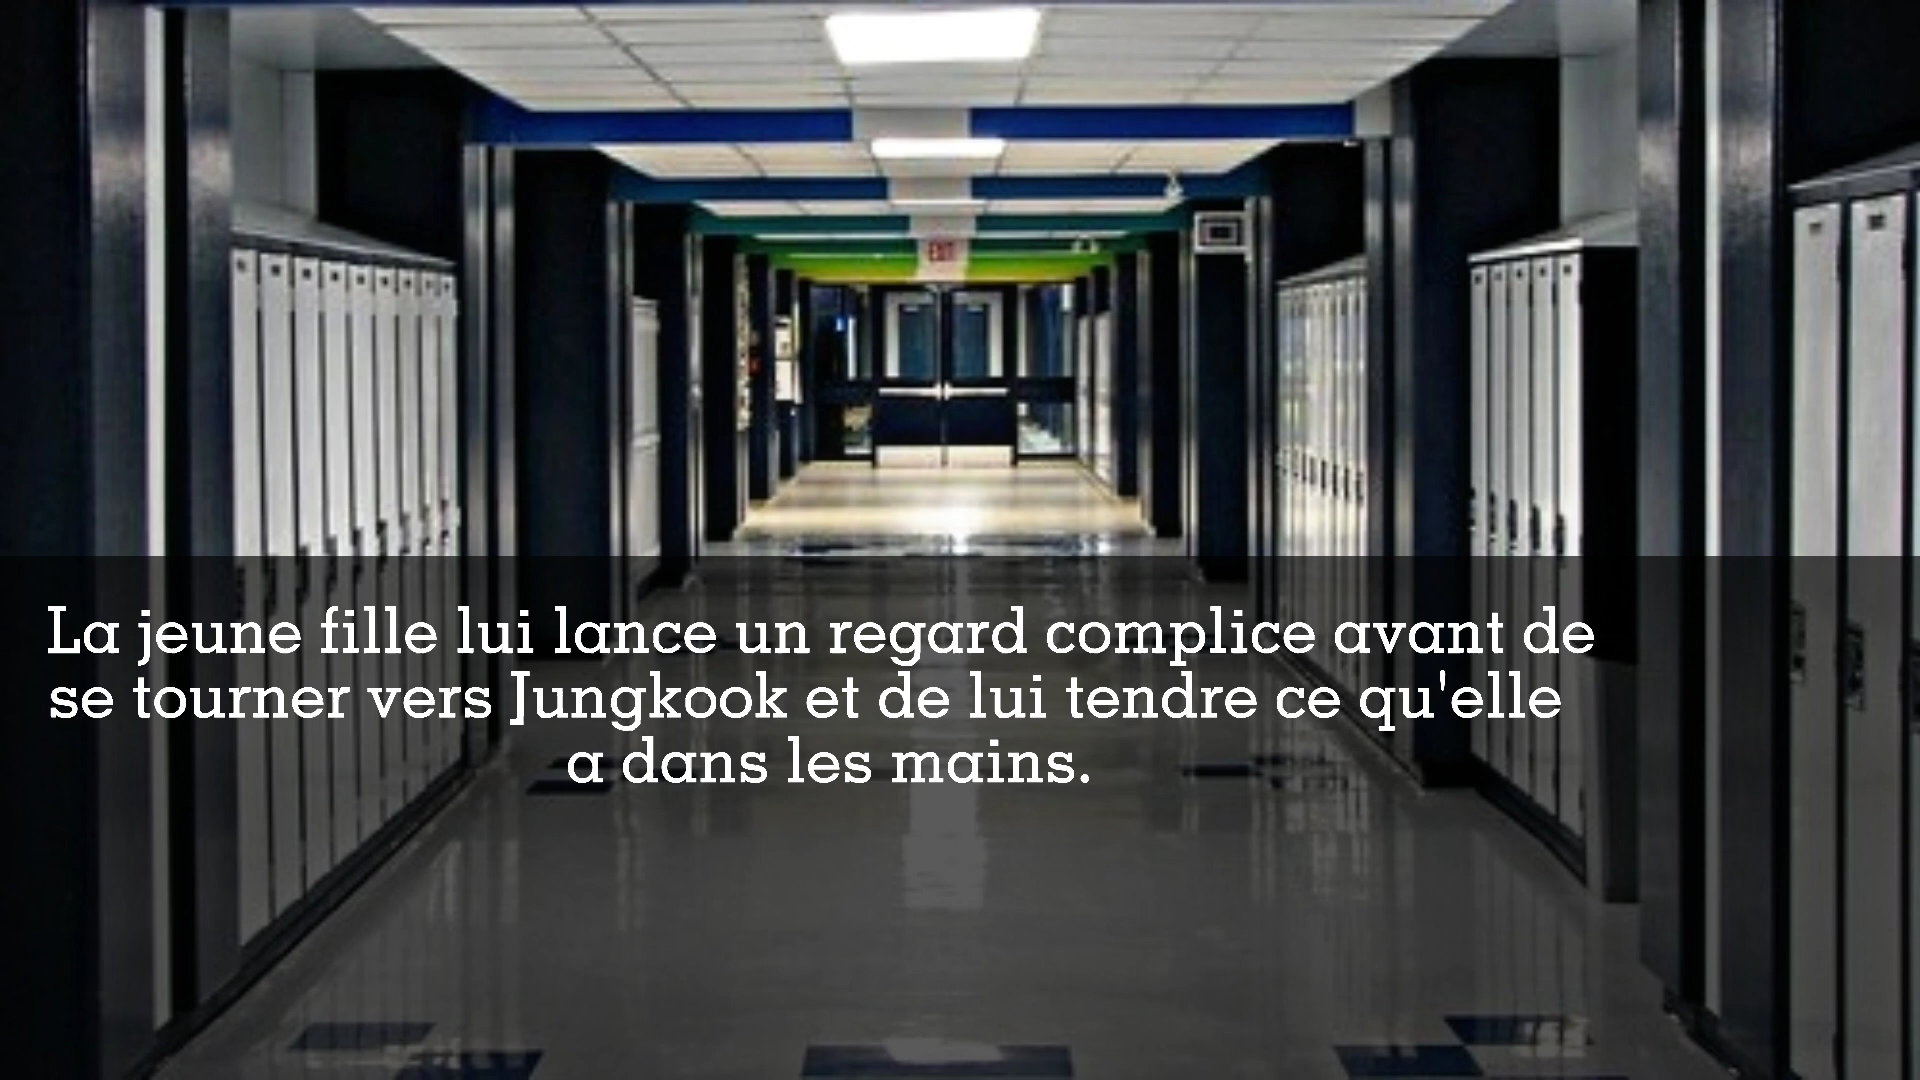 EXIT
La jeune fille lui lance un regard complice avant de
se tourner vers Jungkook et de lui tendre ce qu'elle
a dans les mains.